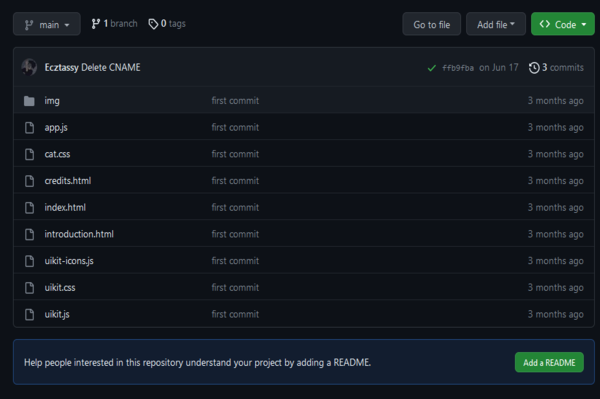 main 1 branch 0 tags Go to file Add file Code
Ecztassy Delete CNAME ffb9fba on Jun 17 3 commits
img first commit 3 months ago
app.js first commit 3 months ago
cat.css first commit 3 months ago
credits.html first commit 3 months ago
index.html first commit 3 months ago
introduction.html first commit 3 months ago
uikit-icons.js first commit 3 months ago
uikit.css first commit 3 months ago
uikit.js first commit 3 months ago
Help people interested in this repository understand your project by adding a README. Add a README